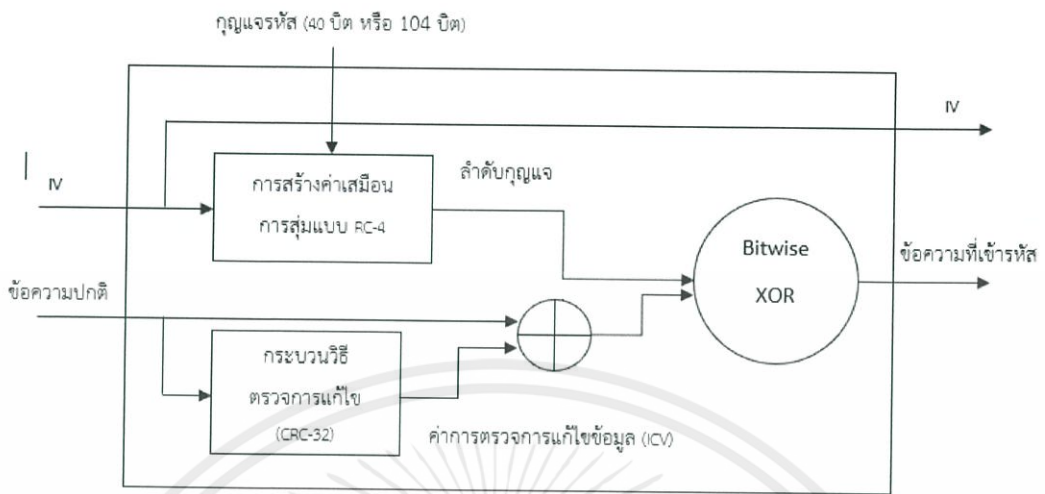 กุญแจรหัส (40 บิต หรือ 104 บิต)
IV
IV
การสร้างค่าเสมือน
การสุ่มแบบ RC-4
ลำดับกุญแจ
Bitwise
XOR
ข้อความที่เข้ารหัส
ข้อความปกติ
กระบวนวิธี
ตรวจการแก้ไข
(CRC-32)
ค่าการตรวจการแก้ไขข้อมูล (ICV)